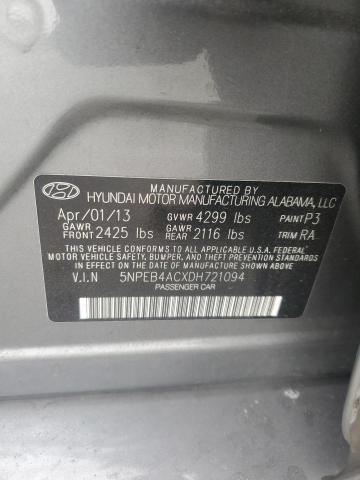 MFD. BY
HYUNDAI MOTOR MANUFACTURING ALABAMA, LLC
Apr/01/13 GVWR 4299 lbs PAINT P3
GAWR FRONT 2425 lbs GAWR REAR 2116 lbs TRIM RA
THIS VEHICLE CONFORMS TO ALL APPLICABLE U.S.A. FEDERAL
MOTOR VEHICLE SAFETY, BUMPER, AND THEFT PREVENTION
STANDARDS IN EFFECT ON THE DATE OF MANUFACTURE SHOWN ABOVE.
V.I.N 5NPEB4ACXDH721094
PASSENGER CAR